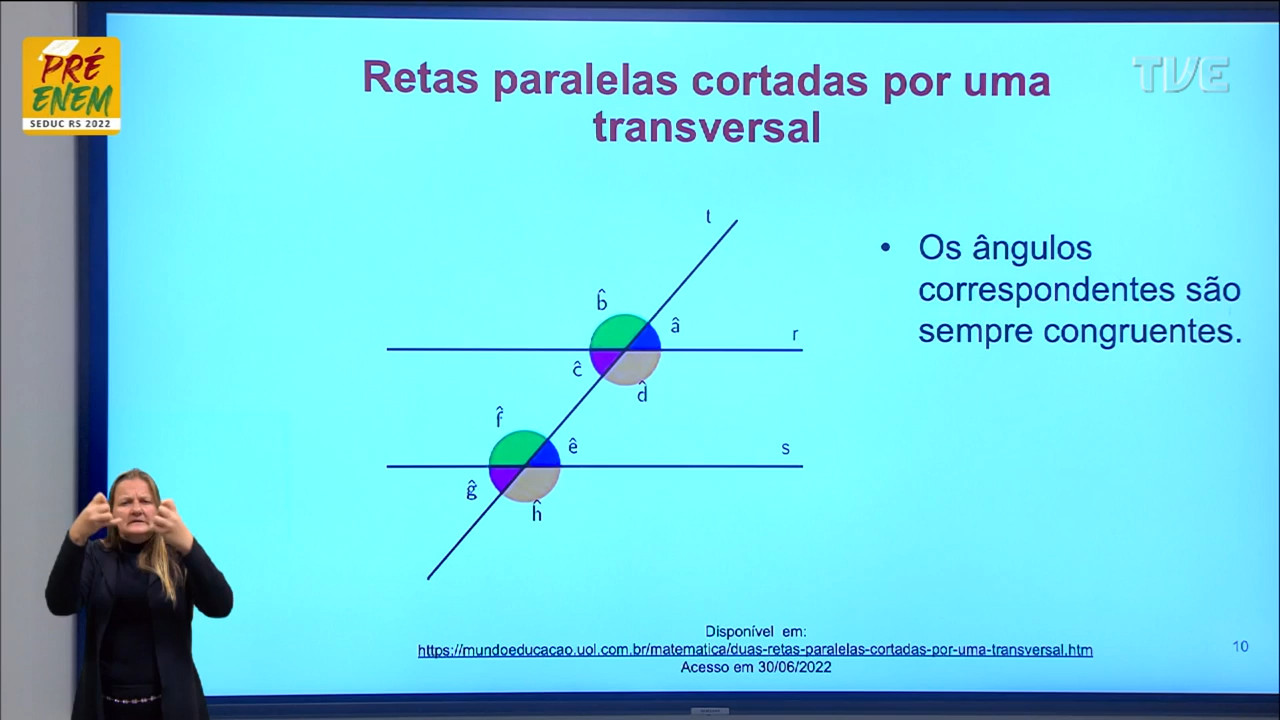 PRÉ
ENEM
SEDUC RS 2022
TVE
Retas paralelas cortadas por uma
transversal
t
b̂
â
r
ĉ
d̂
f̂
ê
s
ĝ
ĥ
• Os ângulos
correspondentes são
sempre congruentes.
Disponível em:
https://mundoeducacao.uol.com.br/matematica/duas-retas-paralelas-cortadas-por-uma-transversal.htm
Acesso em 30/06/2022
10